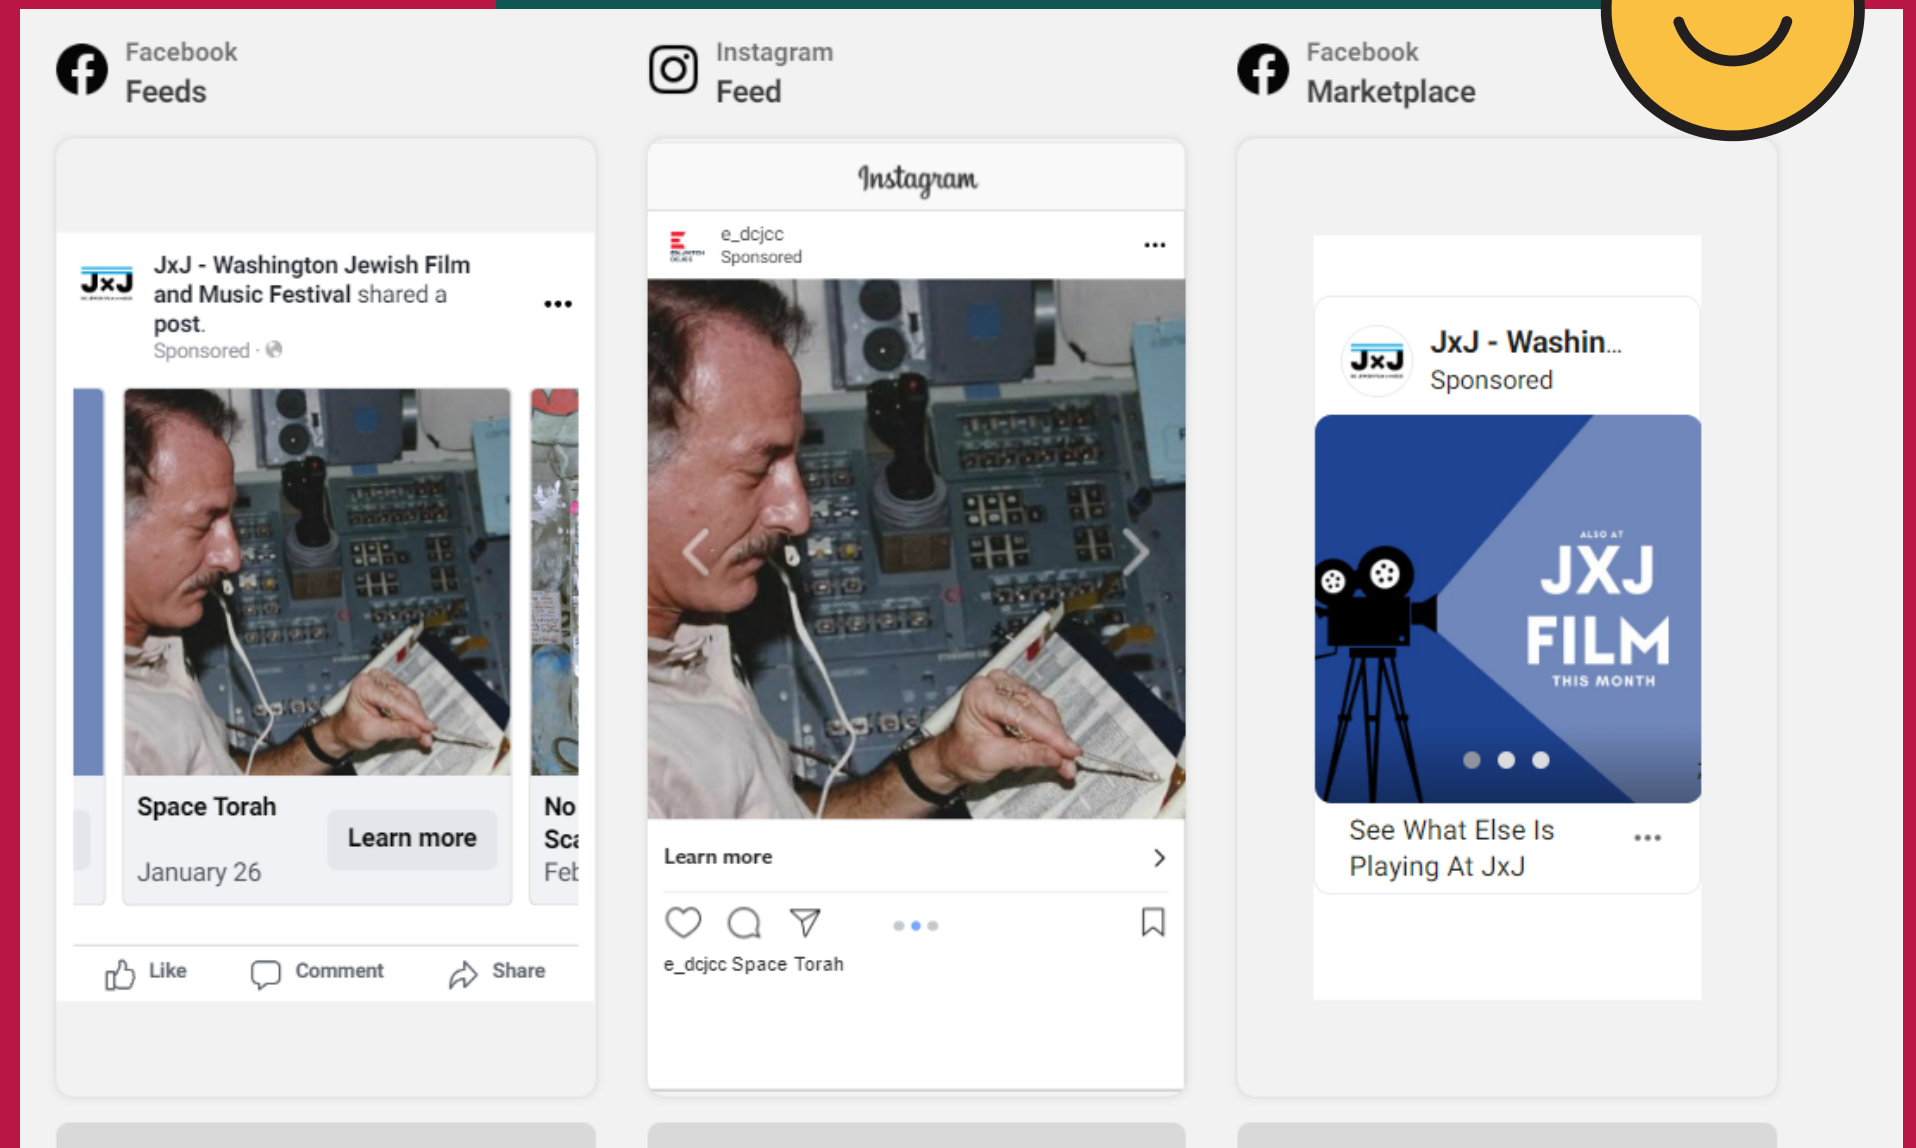 Facebook
Feeds
JxJ
JxJ - Washington Jewish Film
and Music Festival shared a
post.
Sponsored ·
Space Torah
January 26
Learn more
No
Sca
Feb
Like
Comment
Share
Instagram
Feed
Instagram
e_dcjcc
Sponsored
Learn more
e_dcjcc Space Torah
Facebook
Marketplace
JxJ
JxJ - Washin...
Sponsored
ALSO AT
JXJ
FILM
THIS MONTH
See What Else Is
Playing At JxJ